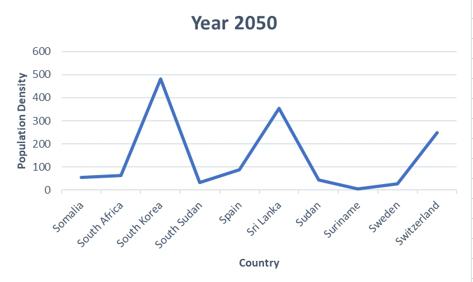 Year 2050
600
500
400
300
200
100
0
Population Density
Somalia
South Africa
South Korea
South Sudan
Spain
Sri Lanka
Sudan
Suriname
Sweden
Switzerland
Country